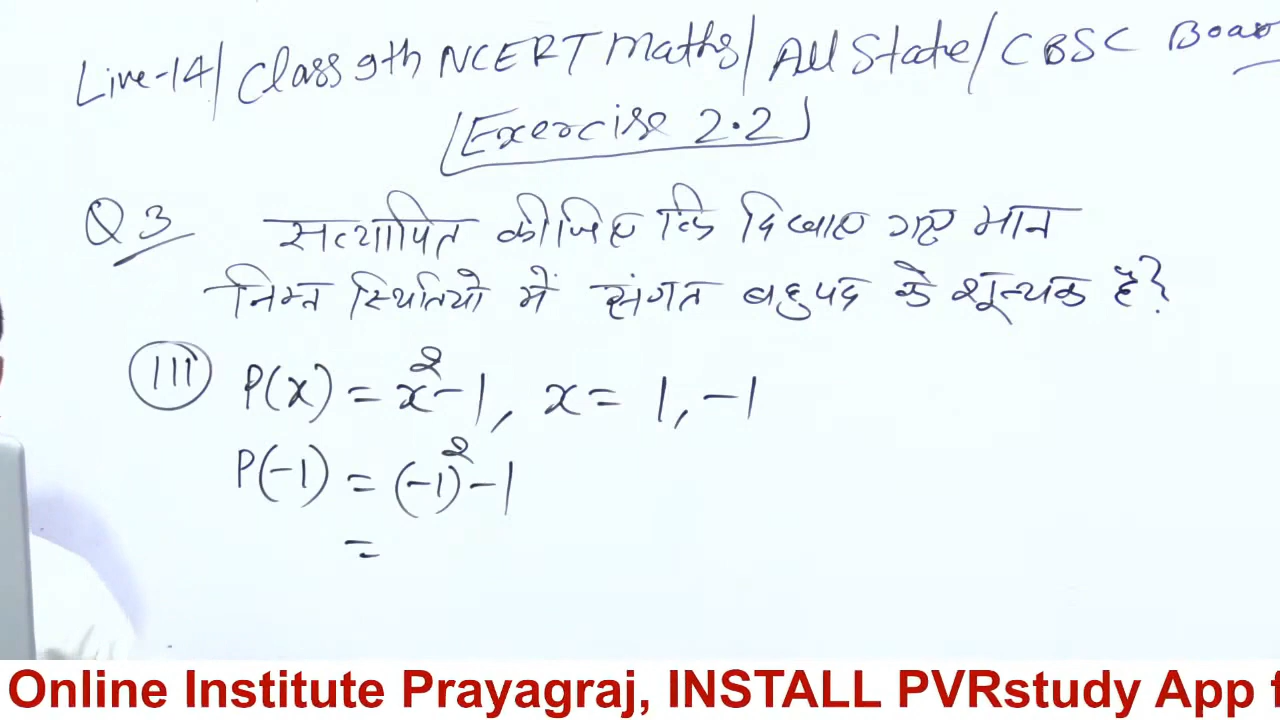 Live-14/ Class 9th NCERT Maths/ All State/ CBSC Boar
Exercise 2.2
Q 3 सत्यापित कीजिए कि दिखाए गए मान
निम्न स्थितियो में संगत बहुपद के शून्यक है?
(III) P(x) = x² - 1, x = 1, -1
P(-1) = (-1)² - 1
=
Online Institute Prayagraj, INSTALL PVRstudy App f